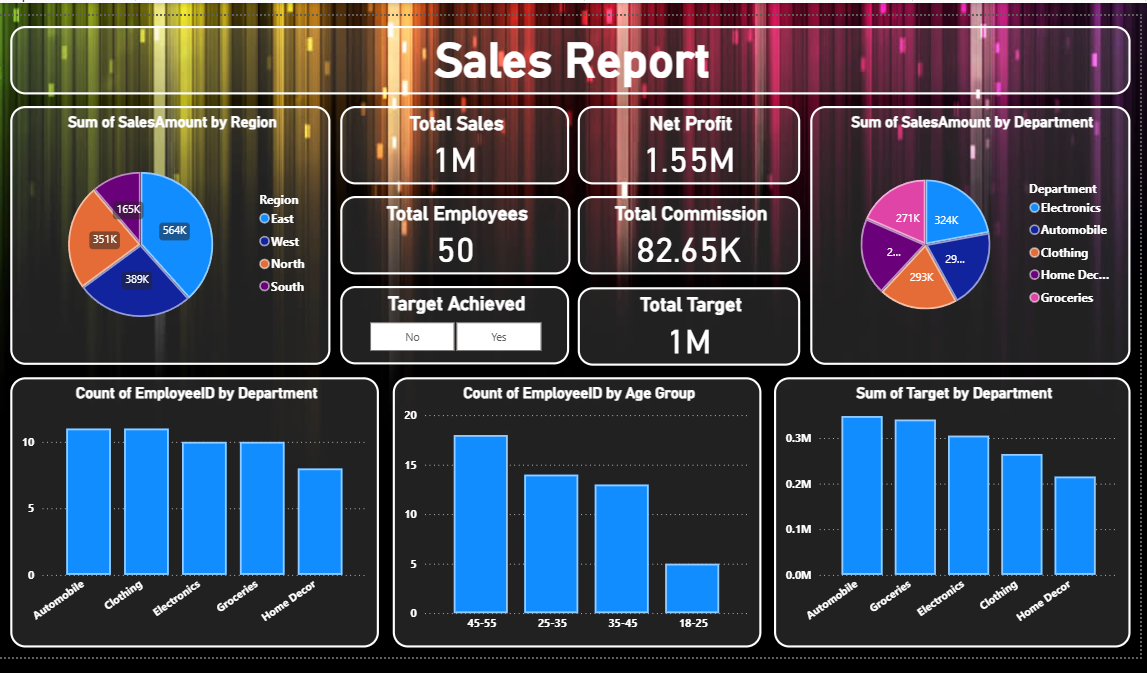 Sales Report
Sum of SalesAmount by Region
564K
389K
351K
165K
Region
East
West
North
South
Total Sales
1M
Net Profit
1.55M
Total Employees
50
Total Commission
82.65K
Target Achieved
No
Yes
Total Target
1M
Sum of SalesAmount by Department
324K
29...
293K
2...
271K
Department
Electronics
Automobile
Clothing
Home Dec...
Groceries
Count of EmployeeID by Department
10
5
0
Automobile
Clothing
Electronics
Groceries
Home Decor
Count of EmployeeID by Age Group
20
15
10
5
0
45-55
25-35
35-45
18-25
Sum of Target by Department
0.3M
0.2M
0.1M
0.0M
Automobile
Groceries
Electronics
Clothing
Home Decor